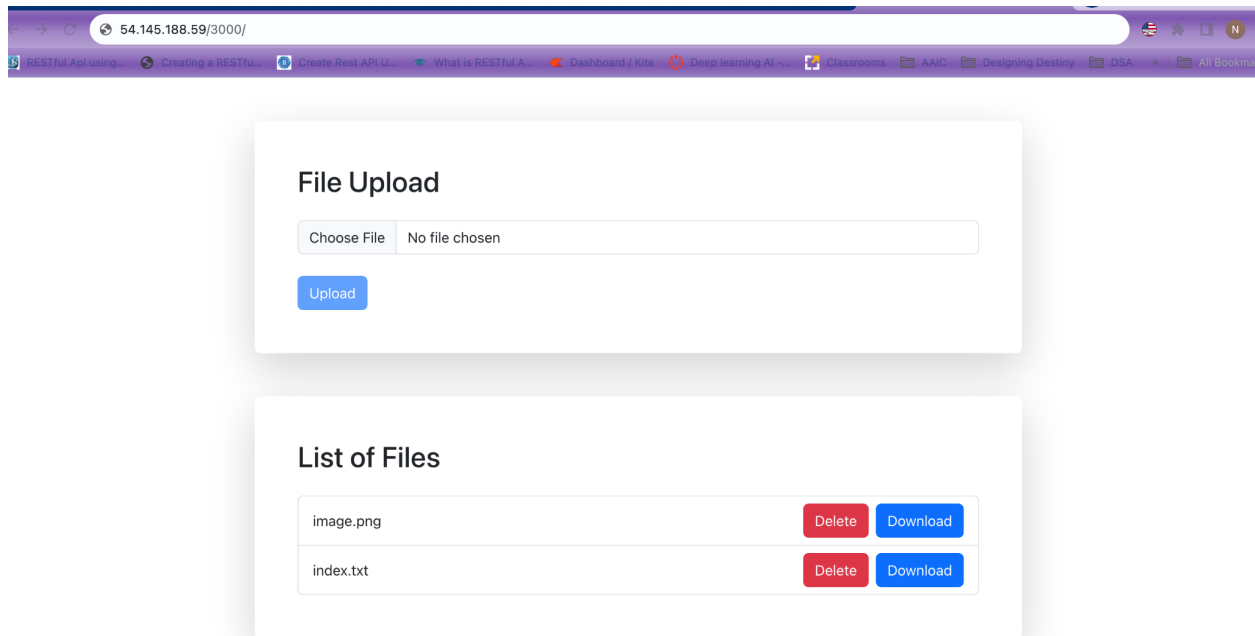 54.145.188.59/3000/
RESTful Api using... Creating a RESTfu... Create Rest API U... What is RESTful A... Dashboard / Kite Deep learning AI -... Classrooms AAIC Designing Destiny DSA » All Bookma
File Upload
Choose File No file chosen
Upload
List of Files
image.png Delete Download
index.txt Delete Download